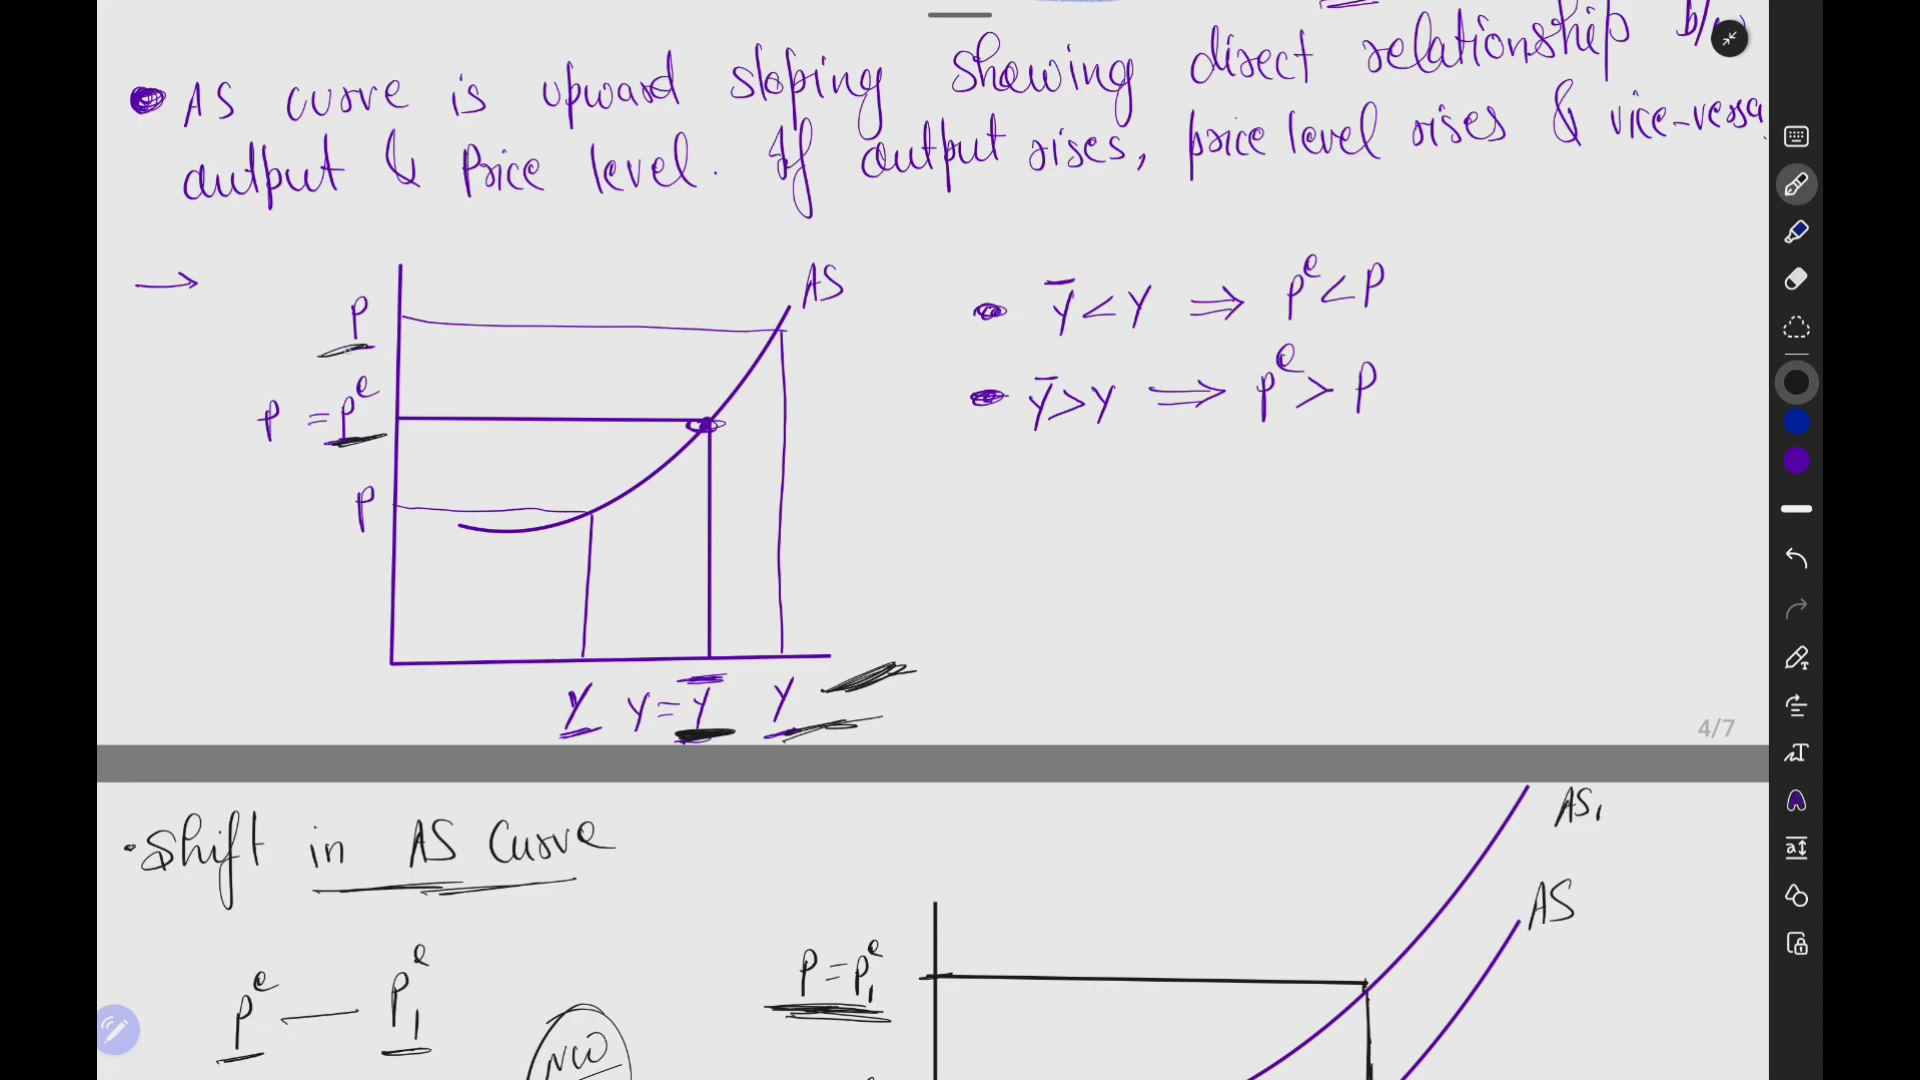 AS curve is upward sloping showing direct relationship b/w
output & Price level. If output rises, price level rises & vice-versa.
→ AS
P
P = Pᵉ
P
Y Y = Y̅ Y
• Y̅ < Y ⇒ Pᵉ < P
• Y̅ > Y ⇒ Pᵉ > P
4/7
• Shift in AS Curve
Pᵉ — P₁ᵉ
NCW
AS₁
AS
P = P₁ᵉ